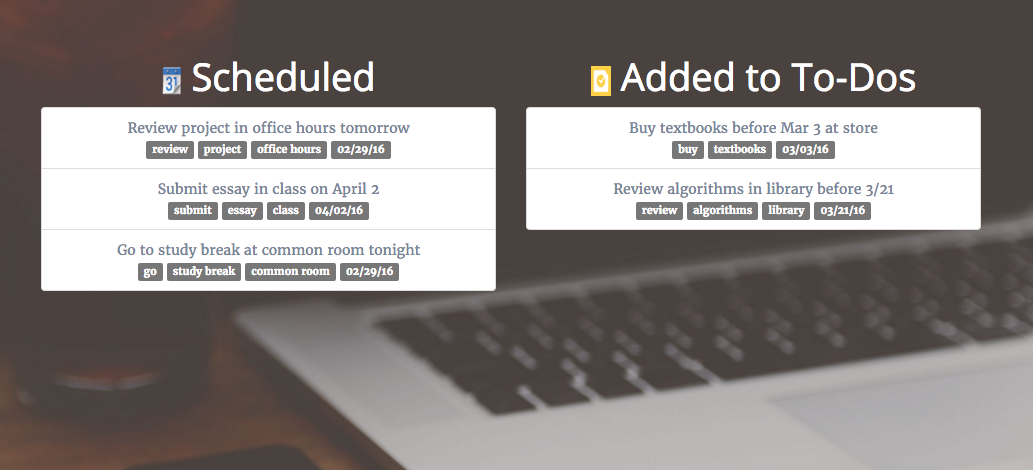 31 Scheduled
Review project in office hours tomorrow
review project office hours 02/29/16
Submit essay in class on April 2
submit essay class 04/02/16
Go to study break at common room tonight
go study break common room 02/29/16
Added to To-Dos
Buy textbooks before Mar 3 at store
buy textbooks 03/03/16
Review algorithms in library before 3/21
review algorithms library 03/21/16